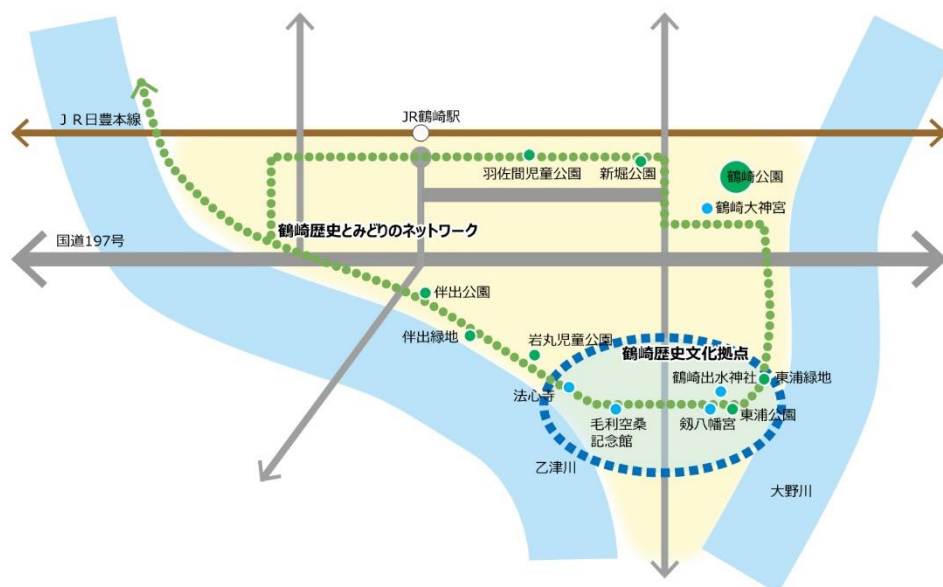 JR鶴崎駅
ＪＲ日豊本線
羽佐間児童公園
新堀公園
鶴崎公園
鶴崎大神宮
鶴崎歴史とみどりのネットワーク
国道197号
伴出公園
伴出緑地
岩丸児童公園
鶴崎歴史文化拠点
鶴崎出水神社
東浦緑地
法心寺
毛利空桑
記念館
剱八幡宮
東浦公園
乙津川
大野川